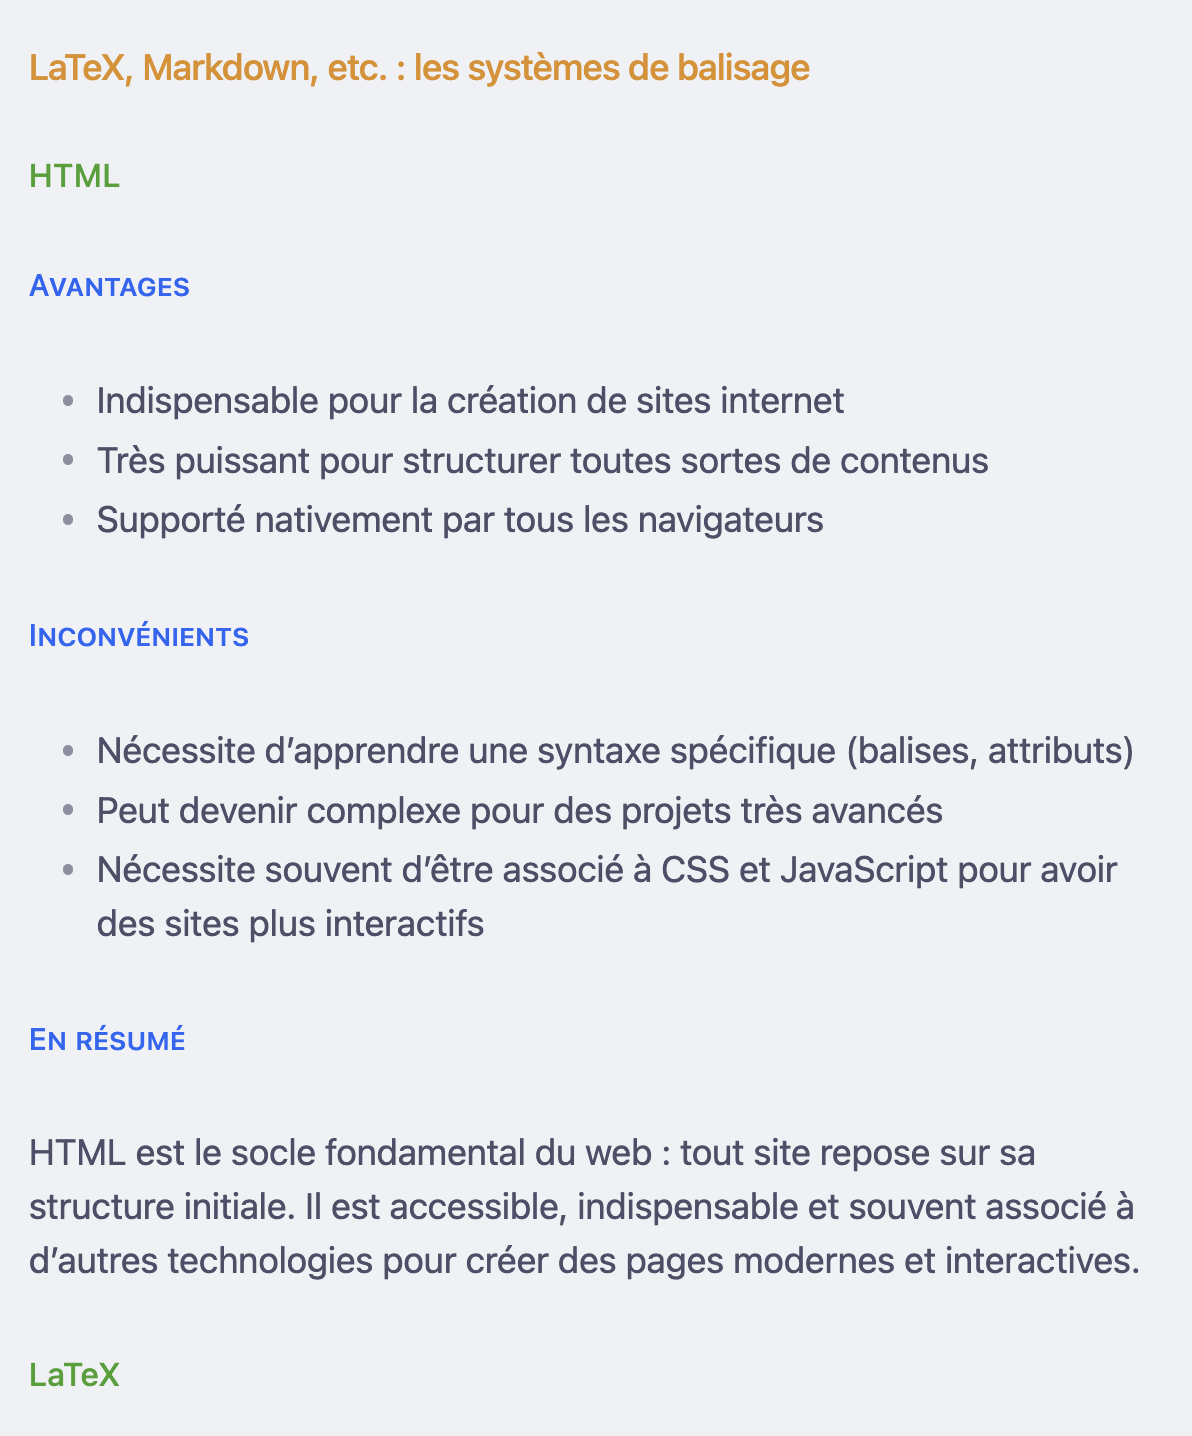 LaTeX, Markdown, etc. : les systèmes de balisage
HTML
Avantages
• Indispensable pour la création de sites internet
• Très puissant pour structurer toutes sortes de contenus
• Supporté nativement par tous les navigateurs
Inconvénients
• Nécessite d’apprendre une syntaxe spécifique (balises, attributs)
• Peut devenir complexe pour des projets très avancés
• Nécessite souvent d’être associé à CSS et JavaScript pour avoir
des sites plus interactifs
En résumé
HTML est le socle fondamental du web : tout site repose sur sa
structure initiale. Il est accessible, indispensable et souvent associé à
d’autres technologies pour créer des pages modernes et interactives.
LaTeX